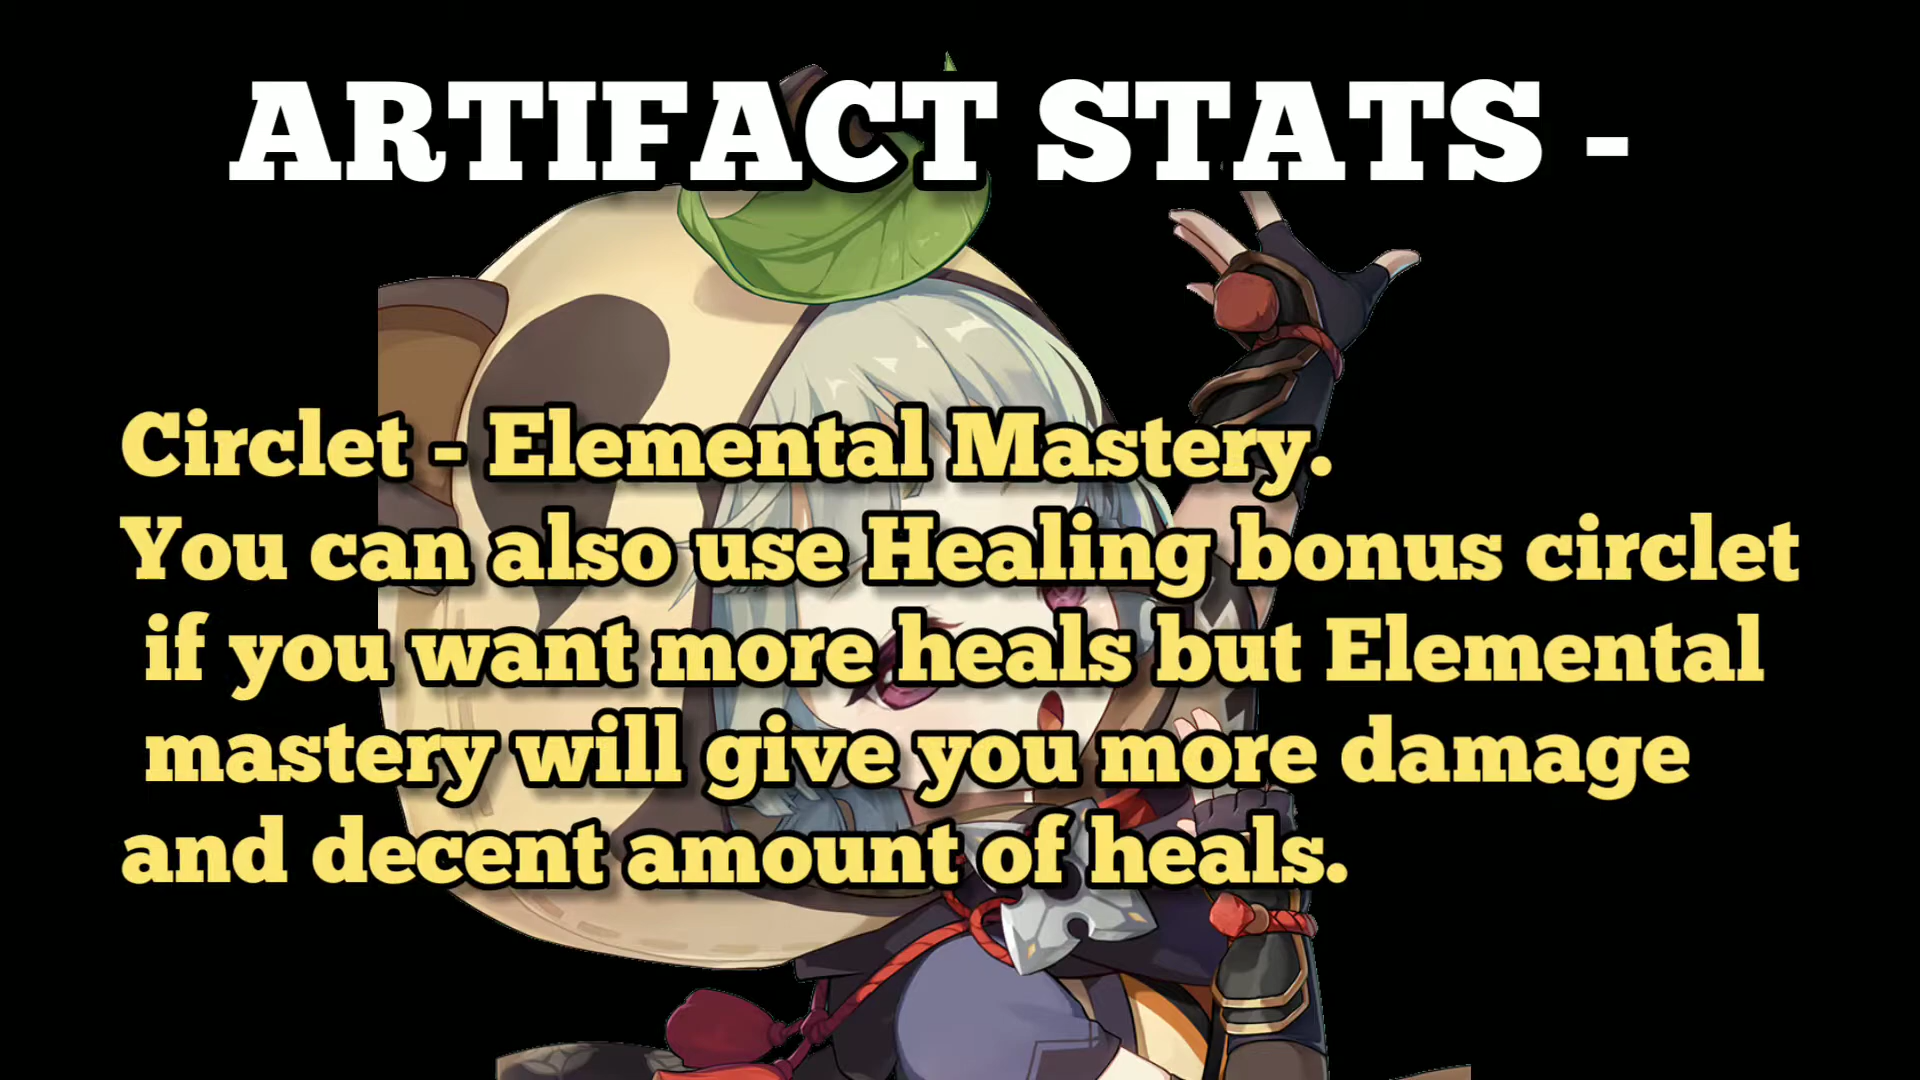 ARTIFACT STATS -
Circlet - Elemental Mastery.
You can also use Healing bonus circlet
if you want more heals but Elemental
mastery will give you more damage
and decent amount of heals.